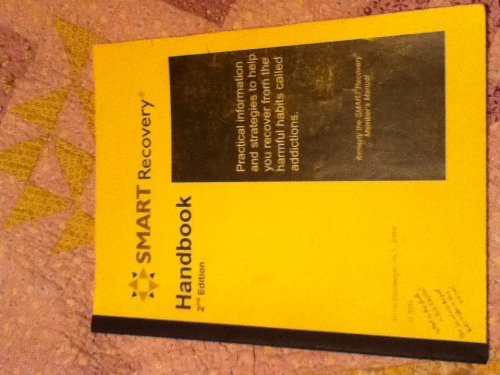 SMART Recovery®
Handbook
2nd Edition
Practical information
and strategies to help
you recover from the
harmful habits called
addictions.
formerly the SMART Recovery®
Member's Manual